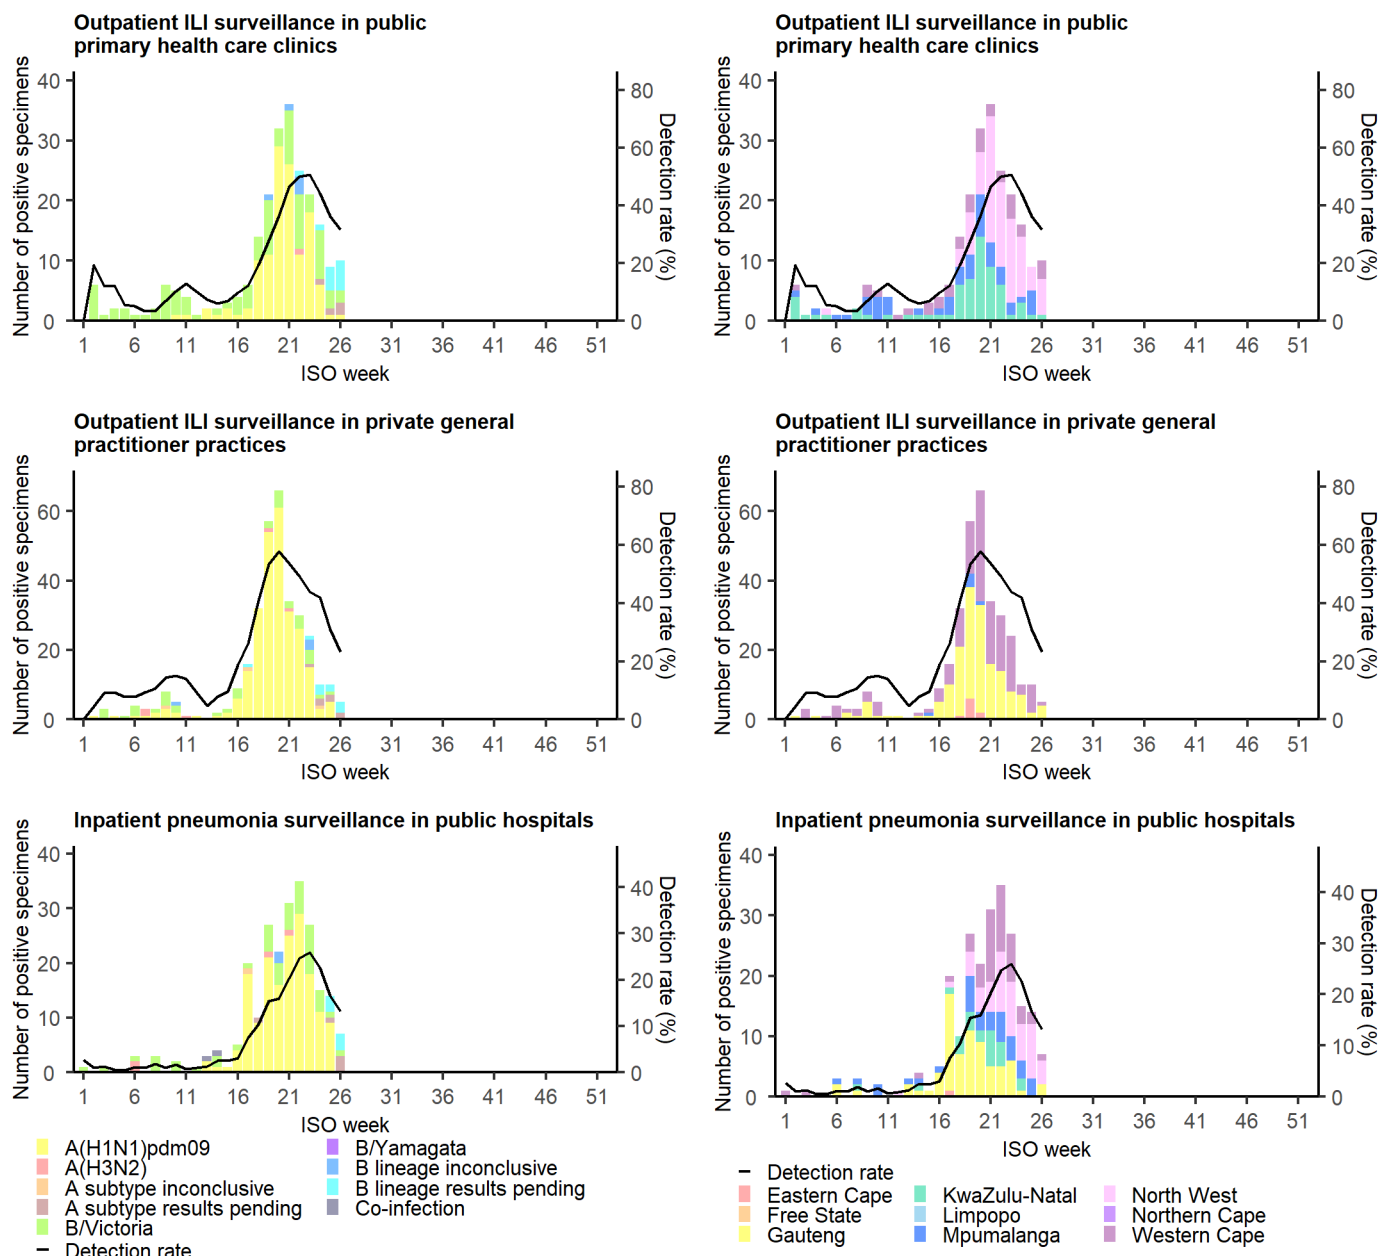 Outpatient ILI surveillance in public
primary health care clinics
Number of positive specimens
40
30
20
10
0
80
60
40
20
0
Detection rate (%)
1 6 11 16 21 26 31 36 41 46 51
ISO week
Outpatient ILI surveillance in public
primary health care clinics
Number of positive specimens
40
30
20
10
0
80
60
40
20
0
Detection rate (%)
1 6 11 16 21 26 31 36 41 46 51
ISO week
Outpatient ILI surveillance in private general
practitioner practices
Number of positive specimens
60
40
20
0
80
60
40
20
0
Detection rate (%)
1 6 11 16 21 26 31 36 41 46 51
ISO week
Outpatient ILI surveillance in private general
practitioner practices
Number of positive specimens
60
40
20
0
80
60
40
20
0
Detection rate (%)
1 6 11 16 21 26 31 36 41 46 51
ISO week
Inpatient pneumonia surveillance in public hospitals
Number of positive specimens
40
30
20
10
0
40
30
20
10
0
Detection rate (%)
1 6 11 16 21 26 31 36 41 46 51
ISO week
A(H1N1)pdm09
A(H3N2)
A subtype inconclusive
A subtype results pending
B/Victoria
Detection rate
B/Yamagata
B lineage inconclusive
B lineage results pending
Co-infection
Inpatient pneumonia surveillance in public hospitals
Number of positive specimens
40
30
20
10
0
40
30
20
10
0
Detection rate (%)
1 6 11 16 21 26 31 36 41 46 51
ISO week
Detection rate
Eastern Cape
Free State
Gauteng
KwaZulu-Natal
Limpopo
Mpumalanga
North West
Northern Cape
Western Cape